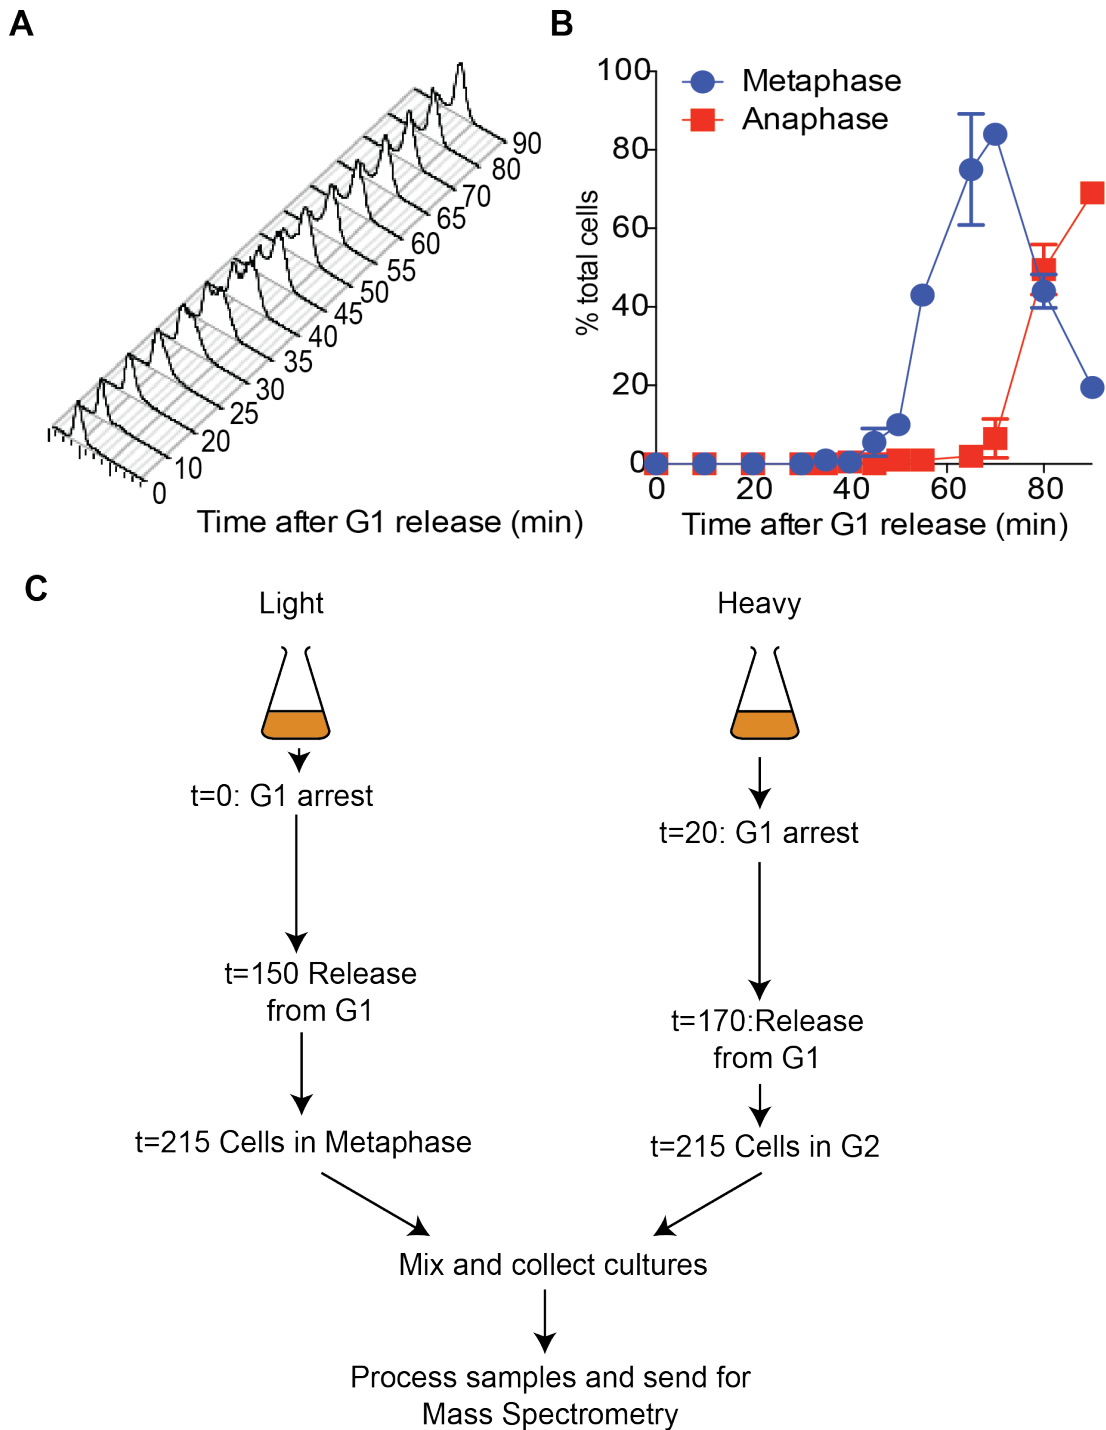 A
0
10
20
25
30
35
40
45
50
55
60
65
70
80
90
Time after G1 release (min)
B
Metaphase
Anaphase
% total cells
100
80
60
40
20
0
0
20
40
60
80
Time after G1 release (min)
C
Light
Heavy
t=0: G1 arrest
t=20: G1 arrest
t=150 Release
from G1
t=170:Release
from G1
t=215 Cells in Metaphase
t=215 Cells in G2
Mix and collect cultures
Process samples and send for
Mass Spectrometry